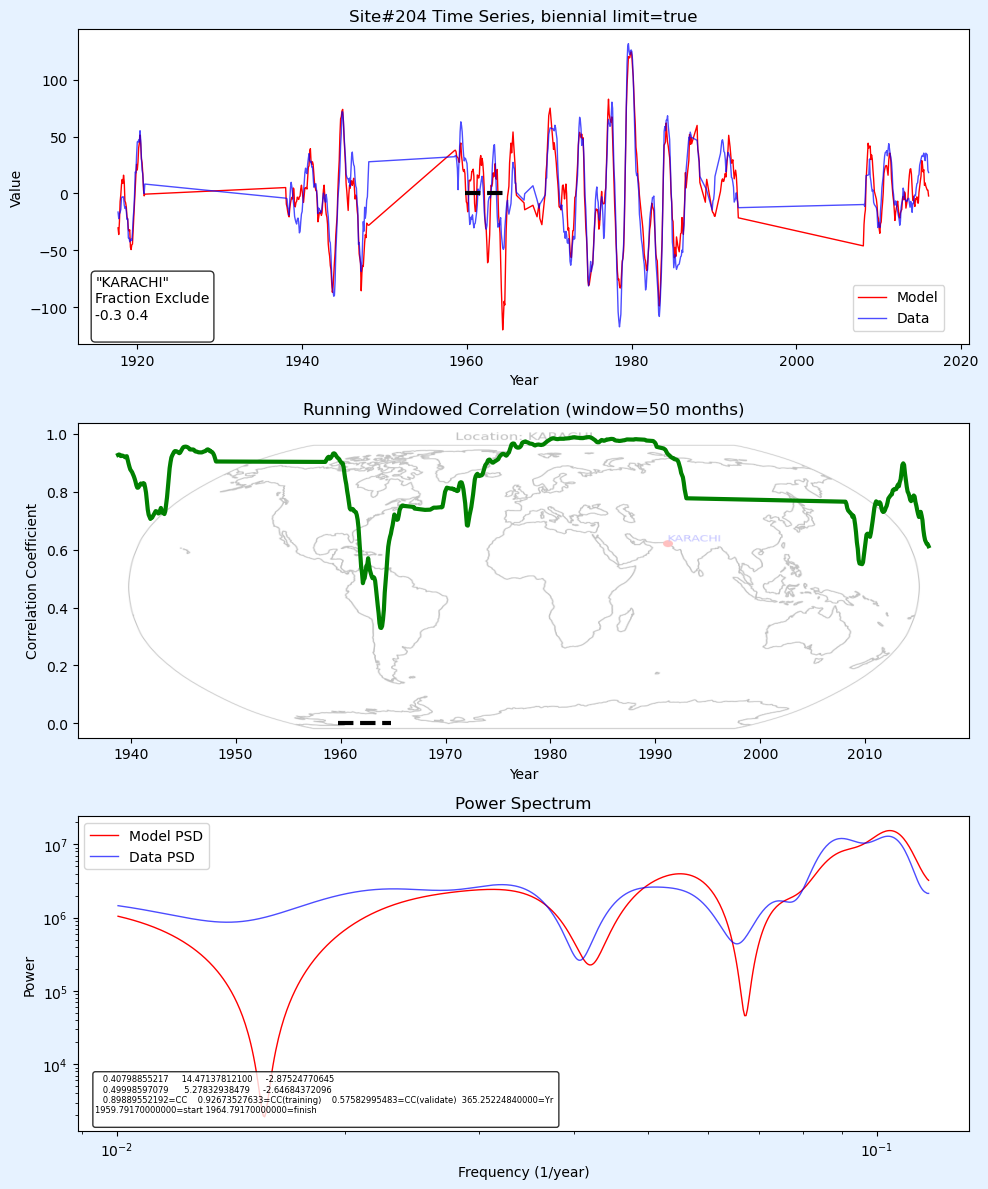 Site#204 Time Series, biennial limit=true
Value
100
50
0
−50
−100
"KARACHI"
Fraction Exclude
-0.3 0.4
Model
Data
1920
1940
1960
1980
2000
2020
Year
Running Windowed Correlation (window=50 months)
Location: KARACHI
Correlation Coefficient
1.0
0.8
0.6
0.4
0.2
0.0
KARACHI
1940
1950
1960
1970
1980
1990
2000
2010
Year
Power Spectrum
Model PSD
Data PSD
Power
10^7
10^6
10^5
10^4
0.40798855217 14.47137812100 -2.87524770645
0.49998597079 5.27832938479 -2.64684372096
0.89889552192=CC 0.92673527633=CC(training) 0.57582995483=CC(validate) 365.25224840000=Yr
1959.79170000000=start 1964.79170000000=finish
10^−2
10^−1
Frequency (1/year)